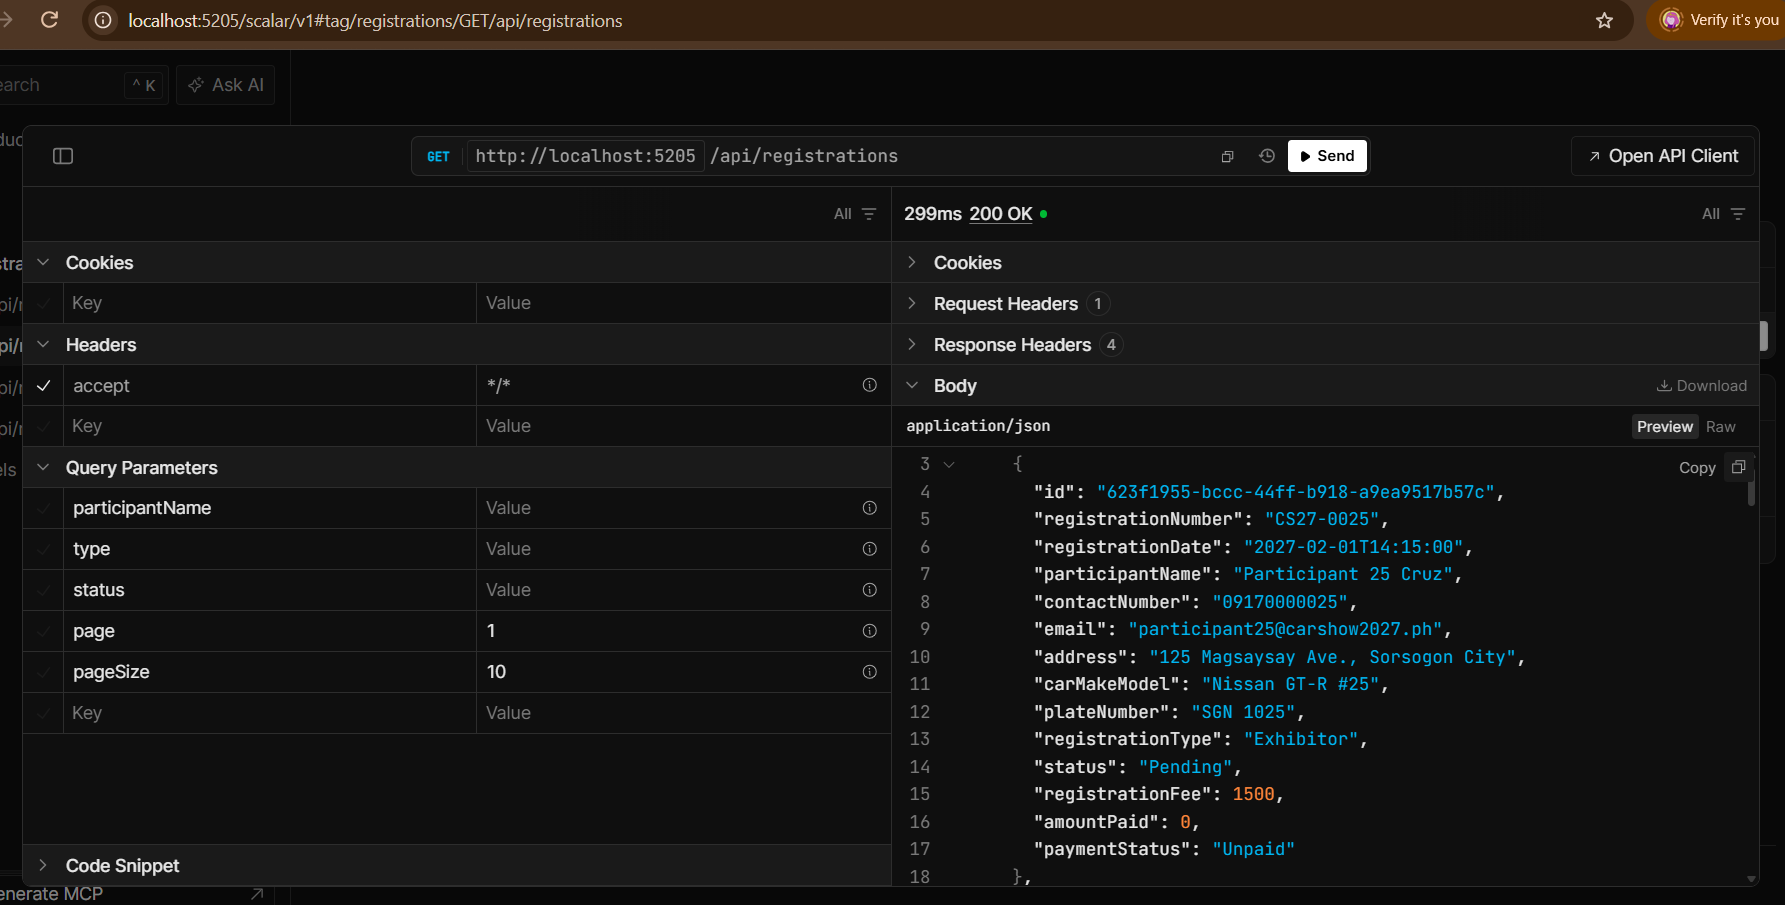 localhost:5205/scalar/v1#tag/registrations/GET/api/registrations
Verify it's you
earch
^ K
Ask AI
GET
http://localhost:5205 /api/registrations
Send
Open API Client
All
299ms 200 OK
All
Cookies
Key
Value
Headers
accept
*/*
Key
Value
Query Parameters
participantName
Value
type
Value
status
Value
page
1
pageSize
10
Key
Value
Code Snippet
enerate MCP
Cookies
Request Headers 1
Response Headers 4
Body
Download
application/json
Preview
Raw
Copy
3 {
4 "id": "623f1955-bccc-44ff-b918-a9ea9517b57c",
5 "registrationNumber": "CS27-0025",
6 "registrationDate": "2027-02-01T14:15:00",
7 "participantName": "Participant 25 Cruz",
8 "contactNumber": "09170000025",
9 "email": "participant25@carshow2027.ph",
10 "address": "125 Magsaysay Ave., Sorsogon City",
11 "carMakeModel": "Nissan GT-R #25",
12 "plateNumber": "SGN 1025",
13 "registrationType": "Exhibitor",
14 "status": "Pending",
15 "registrationFee": 1500,
16 "amountPaid": 0,
17 "paymentStatus": "Unpaid"
18 },